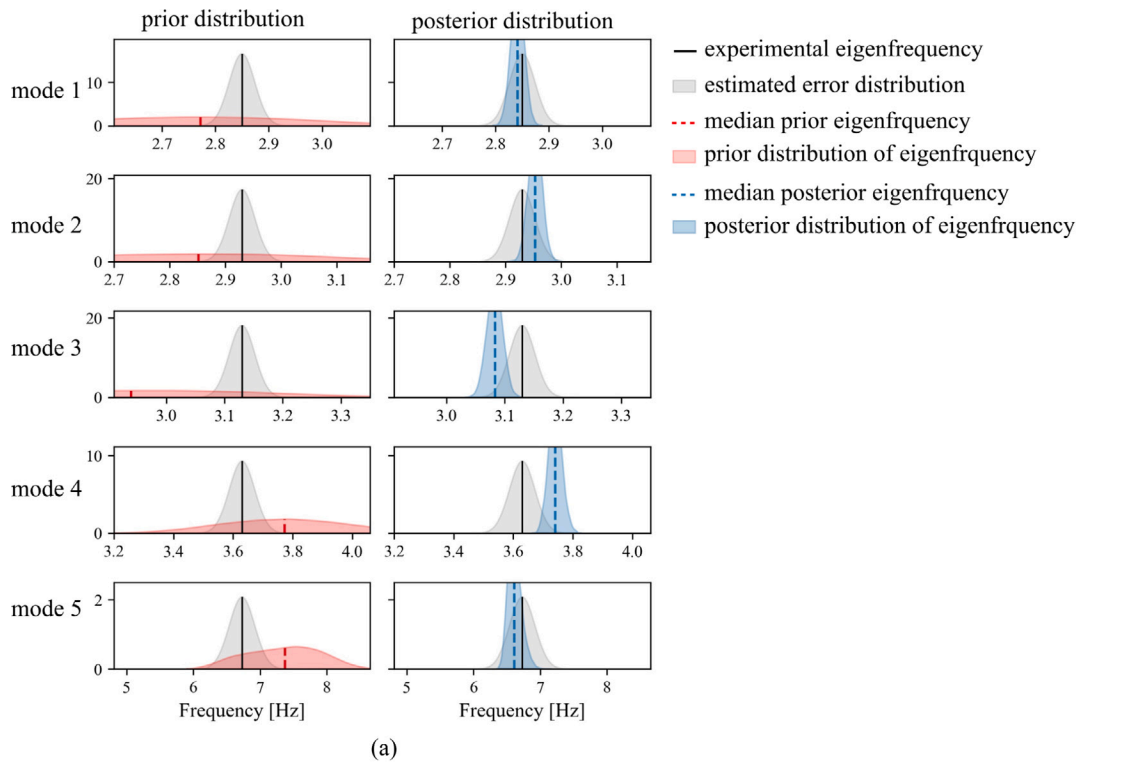 prior distribution
posterior distribution
experimental eigenfrequency
estimated error distribution
median prior eigenfrquency
prior distribution of eigenfrquency
median posterior eigenfrquency
posterior distribution of eigenfrquency
mode 1
10
0
2.7 2.8 2.9 3.0
2.7 2.8 2.9 3.0
mode 2
20
0
2.7 2.8 2.9 3.0 3.1
2.7 2.8 2.9 3.0 3.1
mode 3
20
0
3.0 3.1 3.2 3.3
3.0 3.1 3.2 3.3
mode 4
10
0
3.2 3.4 3.6 3.8 4.0
3.2 3.4 3.6 3.8 4.0
mode 5
2
0
5 6 7 8
5 6 7 8
Frequency [Hz]
Frequency [Hz]
(a)